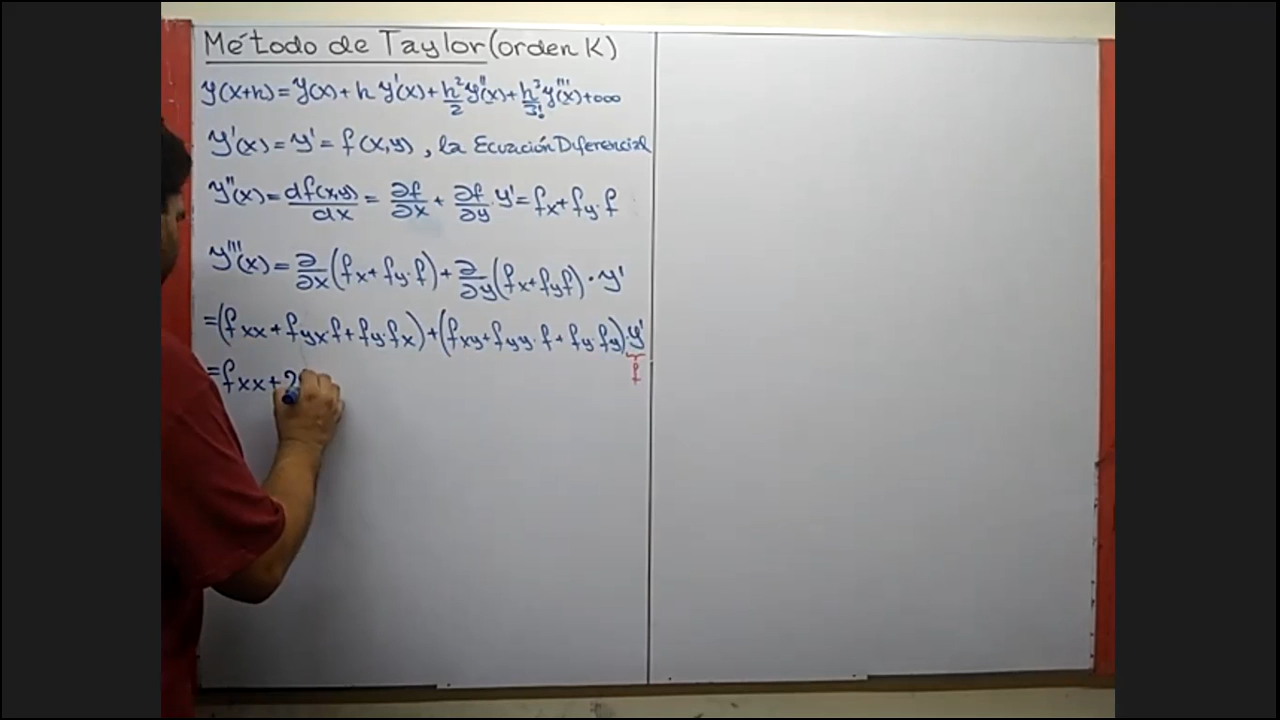 Método de Taylor (orden K)
y(x+h) = y(x) + h y'(x) + h²/2 y''(x) + h³/3! y'''(x) + ooo
y'(x) = y' = f(x,y), la Ecuación Diferencial
y''(x) = df(x,y)/dx = ∂f/∂x + ∂f/∂y · y' = fx + fy · f
y'''(x) = ∂/∂x (fx + fy · f) + ∂/∂y (fx + fy f) · y'
= (fxx + fyx · f + fy · fx) + (fxy + fyy · f + fy · fy) · y'
f
= fxx + 2